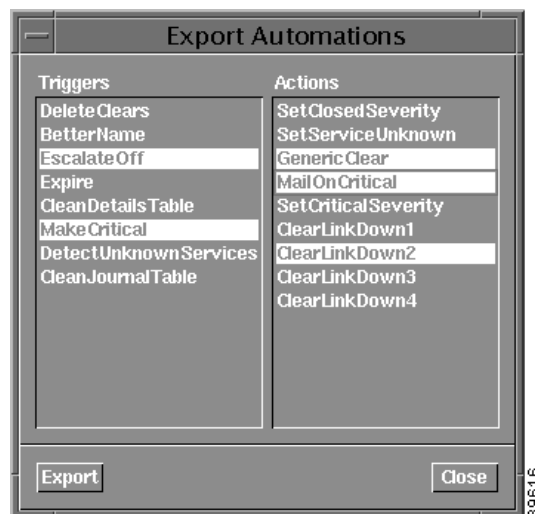 Export Automations
Triggers
DeleteClears
BetterName
EscalateOff
Expire
CleanDetailsTable
MakeCritical
DetectUnknownServices
CleanJournalTable
Actions
SetClosedSeverity
SetServiceUnknown
GenericClear
MailOnCritical
SetCriticalSeverity
ClearLinkDown1
ClearLinkDown2
ClearLinkDown3
ClearLinkDown4
Export
Close